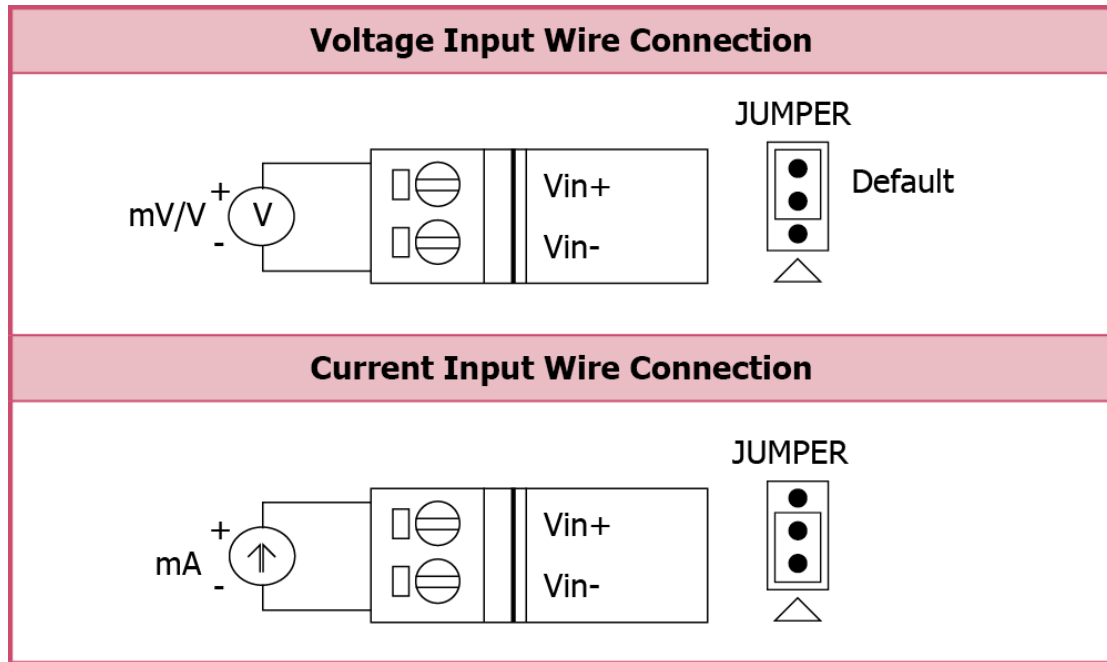 Voltage Input Wire Connection
JUMPER
Default
mV/V
+
-
V
Vin+
Vin-
Current Input Wire Connection
JUMPER
mA
+
-
Vin+
Vin-